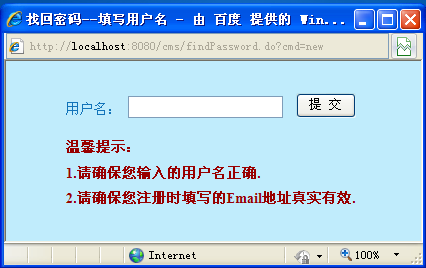 找回密码--填写用户名 - 由 百度 提供的 Win...
http://localhost:8080/cms/findPassword.do?cmd=new
用户名： 提 交
温馨提示：
1.请确保您输入的用户名正确.
2.请确保您注册时填写的Email地址真实有效.
Internet 100%